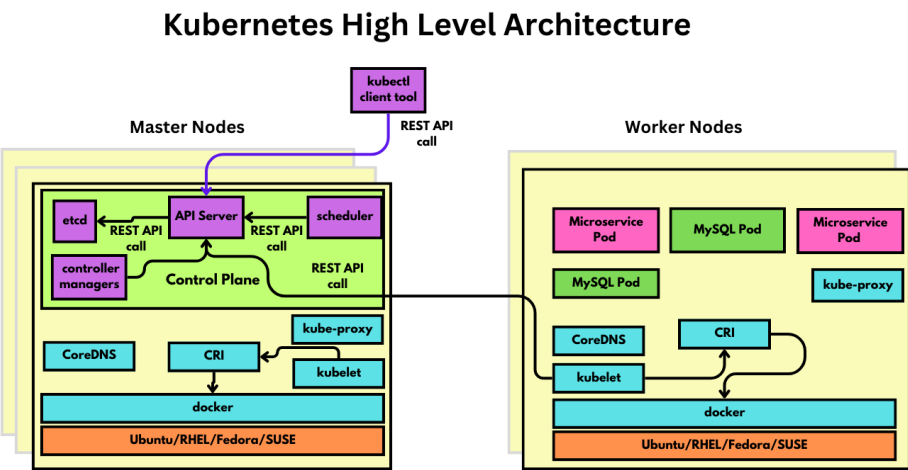 Kubernetes High Level Architecture
kubectl
client tool
Master Nodes
REST API
call
Worker Nodes
etcd
API Server
scheduler
REST API
call
REST API
call
controller
managers
Control Plane
REST API
call
kube-proxy
CoreDNS
CRI
kubelet
docker
Ubuntu/RHEL/Fedora/SUSE
Microservice
Pod
MySQL Pod
Microservice
Pod
MySQL Pod
kube-proxy
CoreDNS
CRI
kubelet
docker
Ubuntu/RHEL/Fedora/SUSE